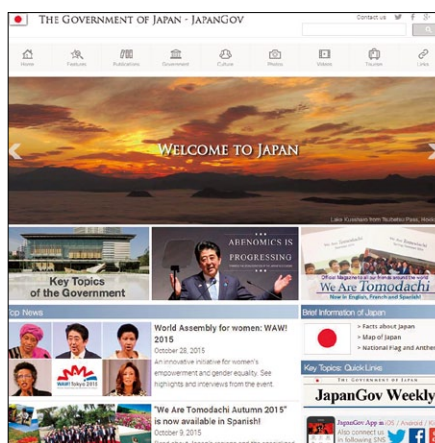 THE GOVERNMENT OF JAPAN - JAPANGOV
Contact us
Home
Features
Publications
Government
Culture
Photos
Videos
Tourism
Links
WELCOME TO JAPAN
Lake Kussharo from Tsubetsu Pass, Hokk
Key Topics
of the Government
ABENOMICS IS
PROGRESSING
We Are Tomodachi
Now in English, French and Spanish!
Top News
WAW! Tokyo 2015
World Assembly for women: WAW!
2015
October 28, 2015
An innovative initiative for women's
empowerment and gender equality. See
highlights and interviews from the event.
"We Are Tomodachi Autumn 2015"
is now available in Spanish!
October 9, 2015
Brief Information of Japan
> Facts about Japan
> Map of Japan
> National Flag and Anthem
Key Topics: Quick Links
THE GOVERNMENT OF JAPAN
JapanGov Weekly
JapanGov App
iOS / Android / Ki
Also connect us
in following SNS